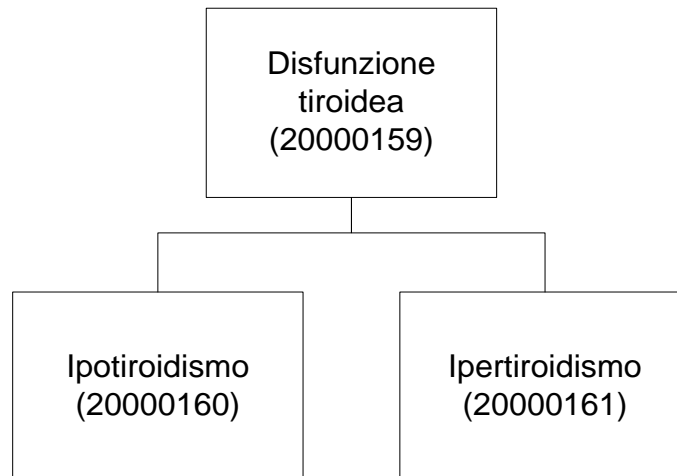 Disfunzione
tiroidea
(20000159)
Ipotiroidismo
(20000160)
Ipertiroidismo
(20000161)